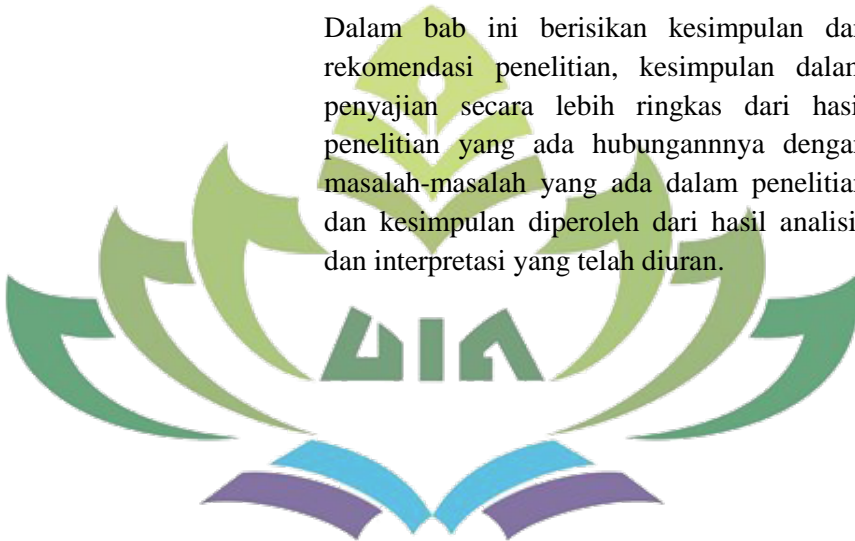 Dalam bab ini berisikan kesimpulan dan
rekomendasi penelitian, kesimpulan dalam
penyajian secara lebih ringkas dari hasil
penelitian yang ada hubungannnya dengan
masalah-masalah yang ada dalam penelitian
dan kesimpulan diperoleh dari hasil analisis
dan interpretasi yang telah diuran.
UIN